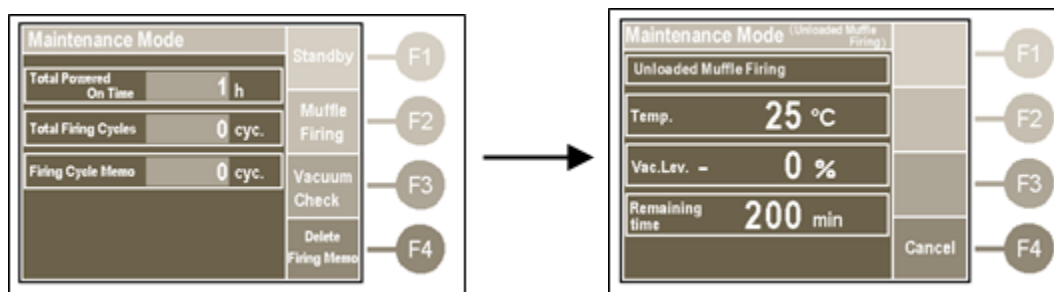 Maintenance Mode
Standby
F1
Total Powered
On Time
1 h
Muffle
Firing
F2
Total Firing Cycles
0 cyc.
Firing Cycle Memo
0 cyc.
Vacuum
Check
F3
Delete
Firing Memo
F4
Maintenance Mode (Unloaded Muffle
Firing)
F1
Unloaded Muffle Firing
Temp. 25 °C
F2
Vac.Lev. - 0 %
F3
Remaining
time
200 min
Cancel
F4